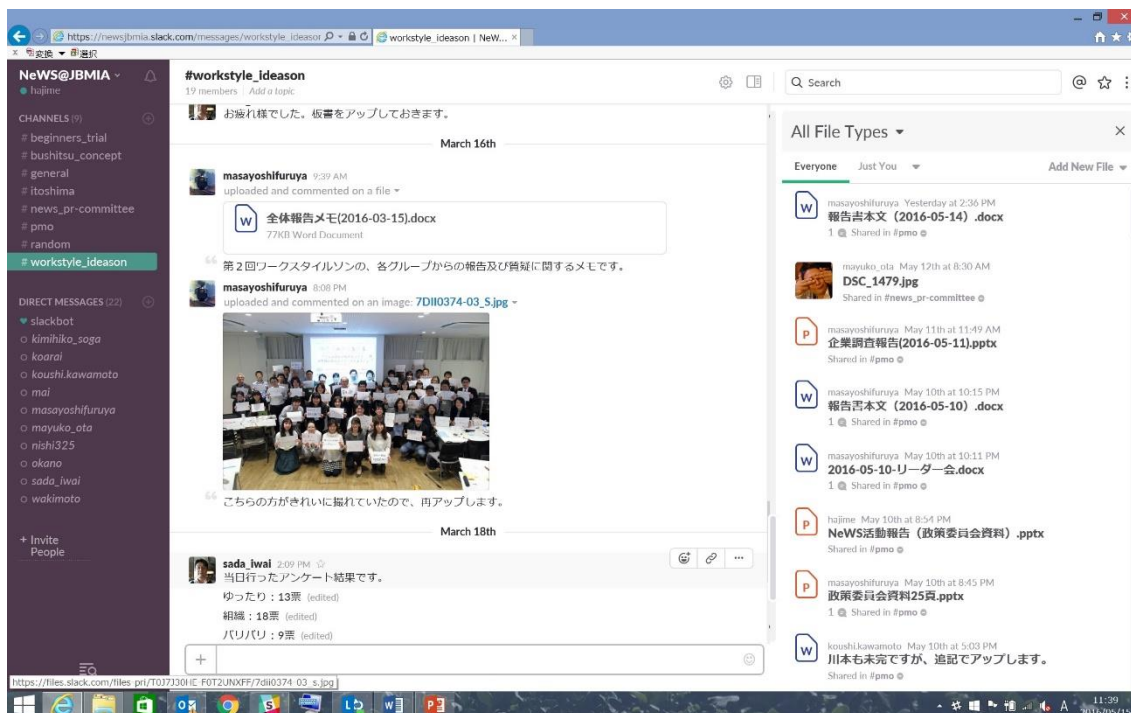 https://newsjbmia.slack.com/messages/workstyle_ideason
workstyle_ideason | NeW...
× 変換 ▼ 選択
NeWS@JBMIA
hajime
CHANNELS (9)
# beginners_trial
# bushitsu_concept
# general
# itoshima
# news_pr-committee
# pmo
# random
# workstyle_ideason
DIRECT MESSAGES (22)
slackbot
kimihiko_soga
koarai
koushi.kawamoto
mai
masayoshifuruya
mayuko_ota
nishi325
okano
sada_iwai
wakimoto
+ Invite
People
#workstyle_ideason
19 members | Add a topic
お疲れ様でした。板書をアップしておきます。
March 16th
masayoshifuruya 9:39 AM
uploaded and commented on a file
W 全体報告メモ(2016-03-15).docx
77KB Word Document
第２回ワークスタイルソンの、各グループからの報告及び質疑に関するメモです。
masayoshifuruya 8:08 PM
uploaded and commented on an image: 7DII0374-03_S.jpg
こちらの方がきれいに撮れていたので、再アップします。
March 18th
sada_iwai 2:09 PM
当日行ったアンケート結果です。
ゆったり：13票 (edited)
組織：18票 (edited)
バリバリ：9票 (edited)
Search
All File Types
Everyone Just You Add New File
masayoshifuruya Yesterday at 2:36 PM
W 報告書本文（2016-05-14）.docx
1 Shared in #pmo
mayuko_ota May 12th at 8:30 AM
DSC_1479.jpg
Shared in #news_pr-committee
masayoshifuruya May 11th at 11:49 AM
P 企業調査報告(2016-05-11).pptx
Shared in #pmo
masayoshifuruya May 10th at 10:15 PM
W 報告書本文（2016-05-10）.docx
1 Shared in #pmo
masayoshifuruya May 10th at 10:11 PM
W 2016-05-10-リーダー会.docx
1 Shared in #pmo
hajime May 10th at 8:54 PM
P NeWS活動報告（政策委員会資料）.pptx
Shared in #pmo
masayoshifuruya May 10th at 8:45 PM
P 政策委員会資料25頁.pptx
1 Shared in #pmo
koushi.kawamoto May 10th at 5:03 PM
W 川本も未完ですが、追記でアップします。
Shared in #pmo
A 11:39
2016/05/15